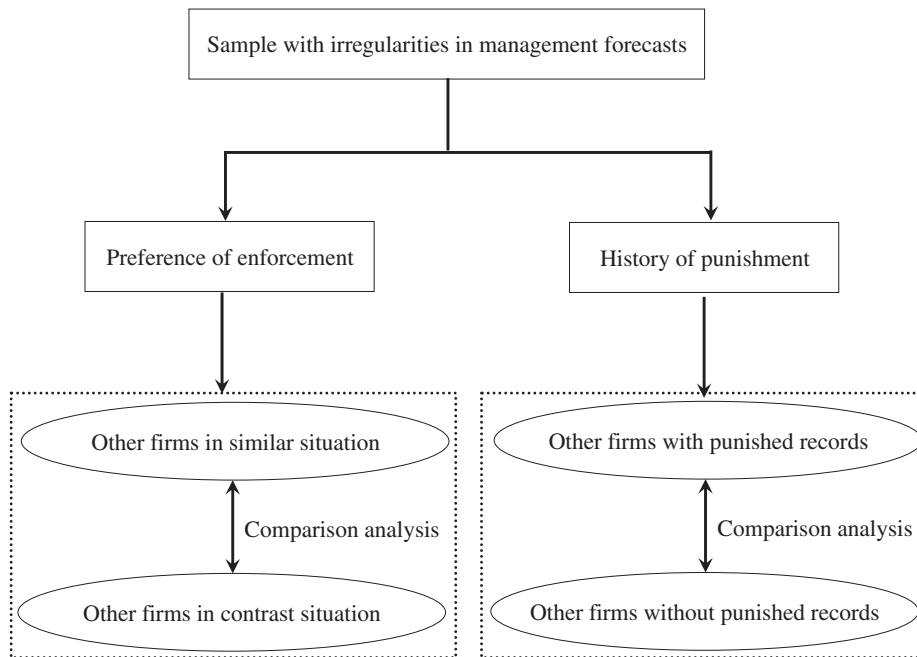 Sample with irregularities in management forecasts
Preference of enforcement
History of punishment
Other firms in similar situation
Comparison analysis
Other firms in contrast situation
Other firms with punished records
Comparison analysis
Other firms without punished records